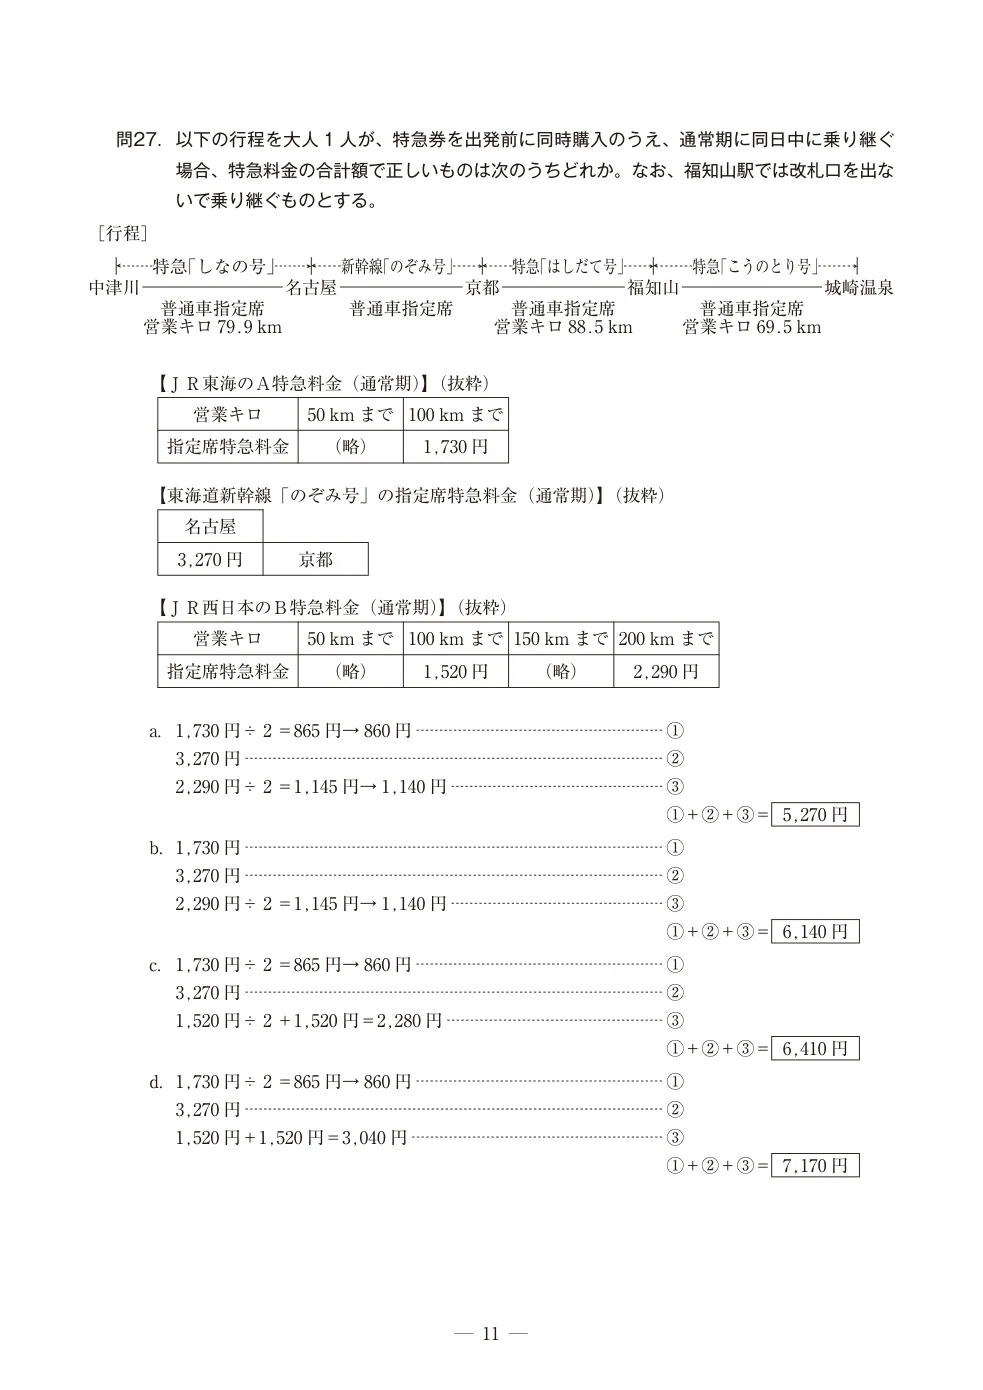 問27. 以下の行程を大人1人が、特急券を出発前に同時購入のうえ、通常期に同日中に乗り継ぐ
場合、特急料金の合計額で正しいものは次のうちどれか。なお、福知山駅では改札口を出な
いで乗り継ぐものとする。
［行程］
特急「しなの号」 新幹線「のぞみ号」 特急「はしだて号」 特急「こうのとり号」
中津川 名古屋 京都 福知山 城崎温泉
普通車指定席 普通車指定席 普通車指定席 普通車指定席
営業キロ 79.9 km 営業キロ 88.5 km 営業キロ 69.5 km
【ＪＲ東海のＡ特急料金（通常期）】（抜粋）
営業キロ 50 km まで 100 km まで
指定席特急料金 （略） 1,730 円
【東海道新幹線「のぞみ号」の指定席特急料金（通常期）】（抜粋）
名古屋
3,270 円 京都
【ＪＲ西日本のＢ特急料金（通常期）】（抜粋）
営業キロ 50 km まで 100 km まで 150 km まで 200 km まで
指定席特急料金 （略） 1,520 円 （略） 2,290 円
a. 1,730 円÷ 2 ＝865 円→ 860 円 ①
3,270 円 ②
2,290 円÷ 2 ＝1,145 円→ 1,140 円 ③
①＋②＋③＝ 5,270 円
b. 1,730 円 ①
3,270 円 ②
2,290 円÷ 2 ＝1,145 円→ 1,140 円 ③
①＋②＋③＝ 6,140 円
c. 1,730 円÷ 2 ＝865 円→ 860 円 ①
3,270 円 ②
1,520 円÷ 2 ＋1,520 円＝2,280 円 ③
①＋②＋③＝ 6,410 円
d. 1,730 円÷ 2 ＝865 円→ 860 円 ①
3,270 円 ②
1,520 円＋1,520 円＝3,040 円 ③
①＋②＋③＝ 7,170 円
― 11 ―